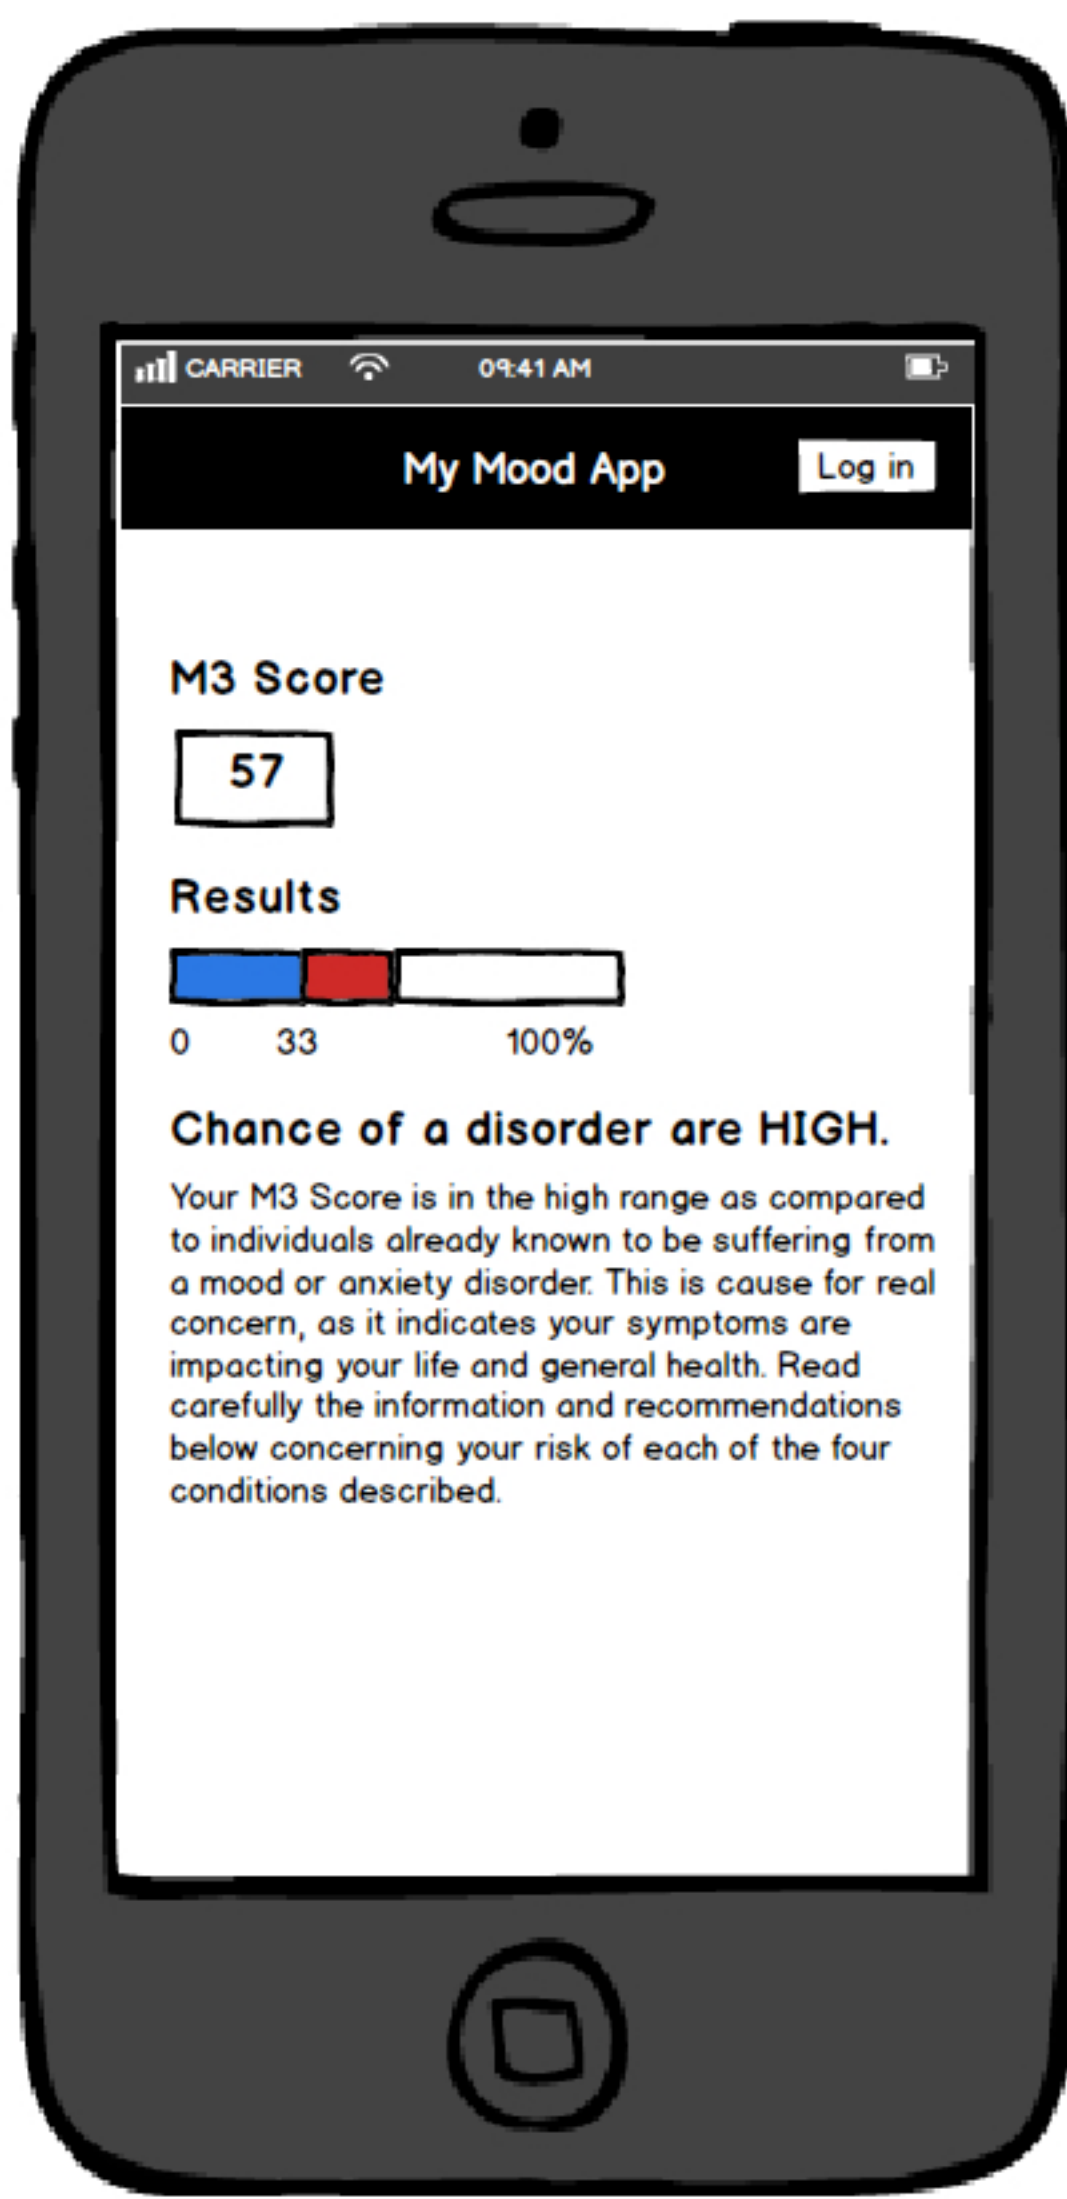 CARRIER 09:41 AM
My Mood App Log in
M3 Score
57
Results
0 33 100%
Chance of a disorder are HIGH.
Your M3 Score is in the high range as compared
to individuals already known to be suffering from
a mood or anxiety disorder. This is cause for real
concern, as it indicates your symptoms are
impacting your life and general health. Read
carefully the information and recommendations
below concerning your risk of each of the four
conditions described.